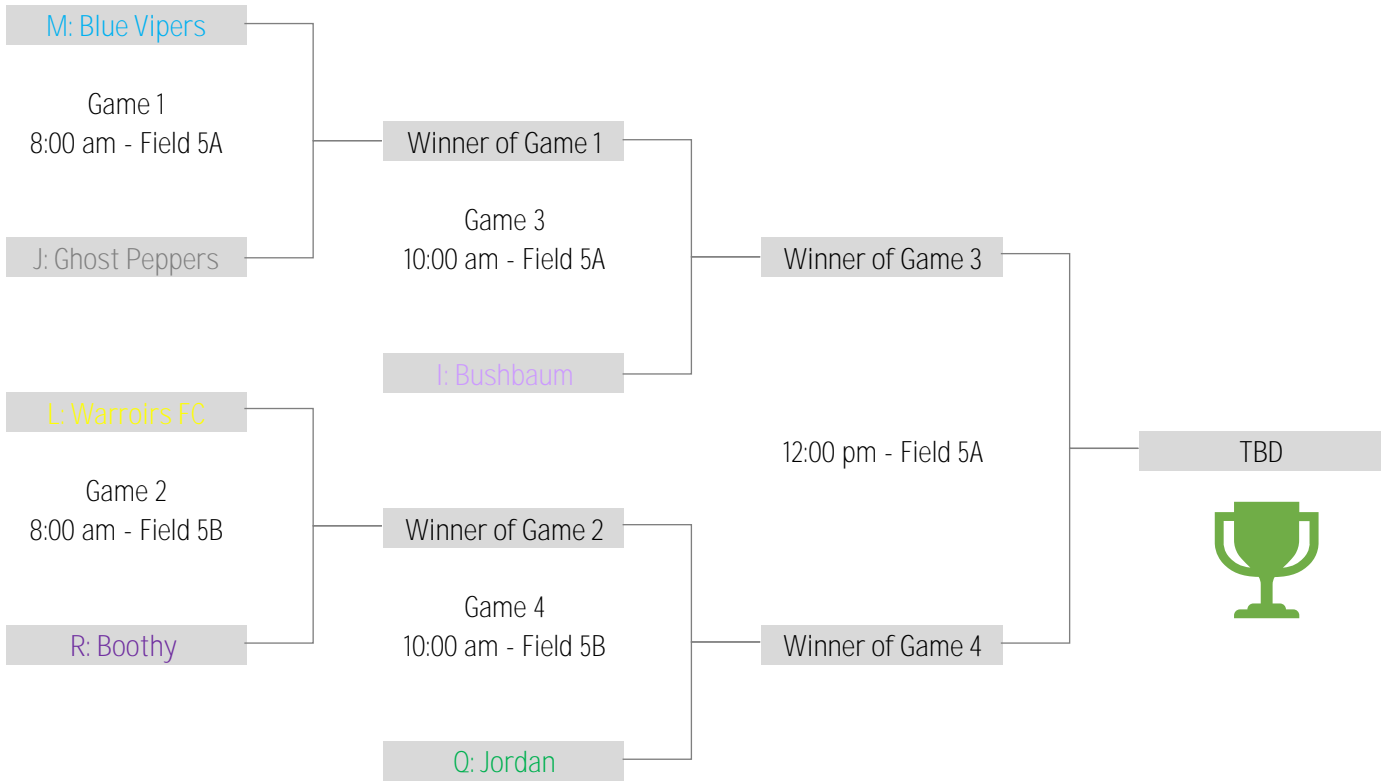 M: Blue Vipers
Game 1
8:00 am - Field 5A
J: Ghost Peppers
Winner of Game 1
Game 3
10:00 am - Field 5A
I: Bushbaum
L: Warroirs FC
Game 2
8:00 am - Field 5B
R: Boothy
Winner of Game 2
Game 4
10:00 am - Field 5B
Q: Jordan
Winner of Game 3
12:00 pm - Field 5A
Winner of Game 4
TBD